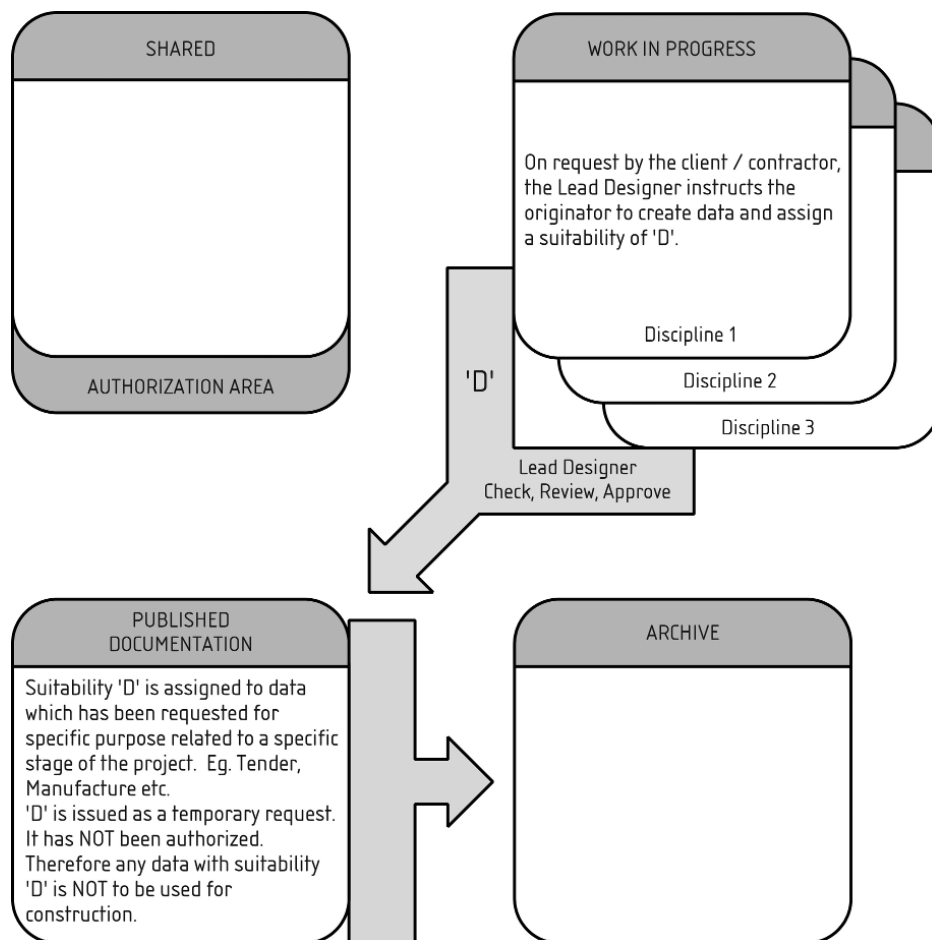 SHARED
AUTHORIZATION AREA
WORK IN PROGRESS
On request by the client / contractor,
the Lead Designer instructs the
originator to create data and assign
a suitability of 'D'.
Discipline 1
Discipline 2
Discipline 3
'D'
Lead Designer
Check, Review, Approve
PUBLISHED
DOCUMENTATION
Suitability 'D' is assigned to data
which has been requested for
specific purpose related to a specific
stage of the project. Eg. Tender,
Manufacture etc.
'D' is issued as a temporary request.
It has NOT been authorized.
Therefore any data with suitability
'D' is NOT to be used for
construction.
ARCHIVE